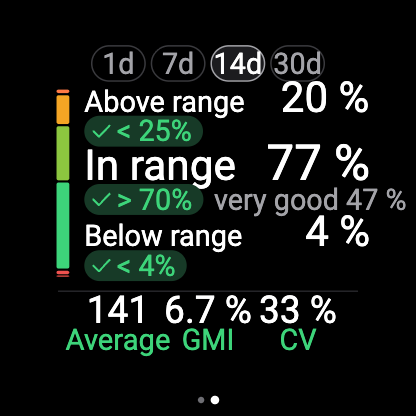 1d 7d 14d 30d
Above range 20 %
✓ < 25%
In range 77 %
✓ > 70% very good 47 %
Below range 4 %
✓ < 4%
141 6.7 % 33 %
Average GMI CV